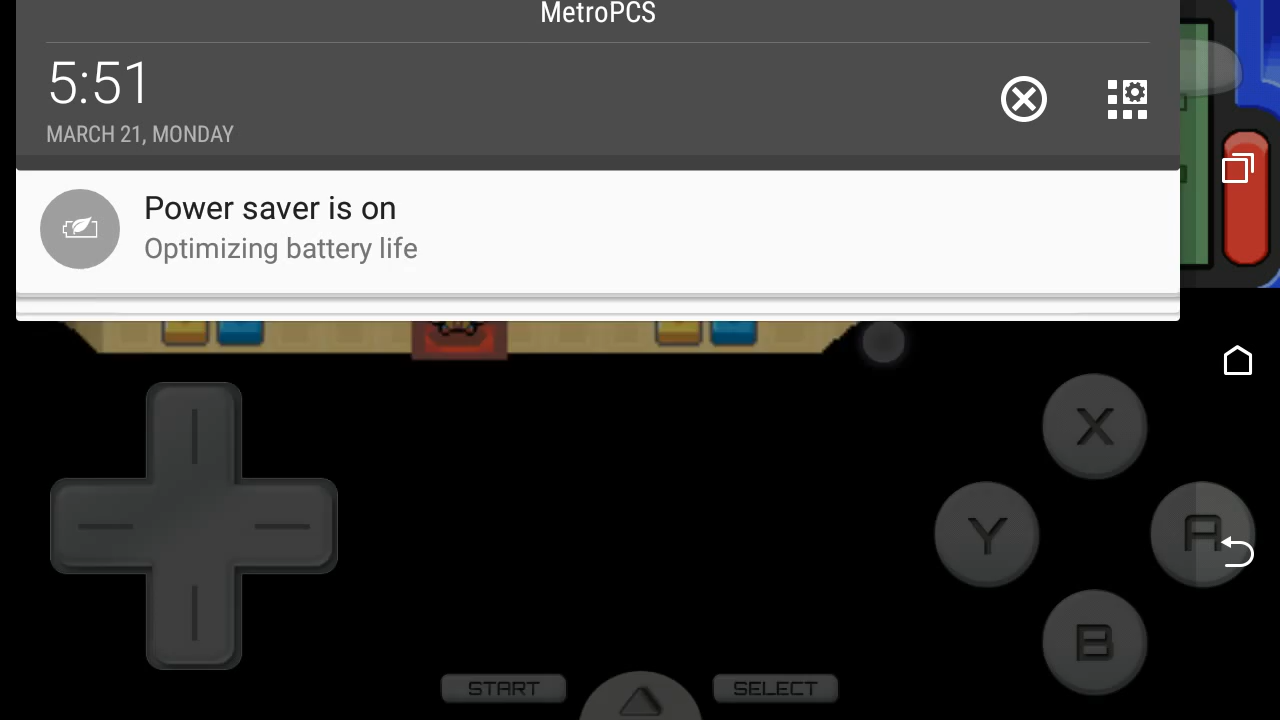 MetroPCS
5:51
MARCH 21, MONDAY
Power saver is on
Optimizing battery life
X
Y
A
B
START
SELECT